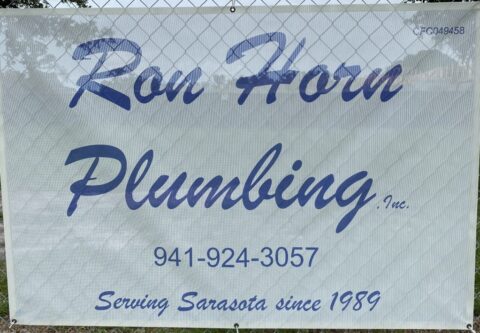 CFC049458
Ron Horn
Plumbing, Inc.
941-924-3057
Serving Sarasota since 1989